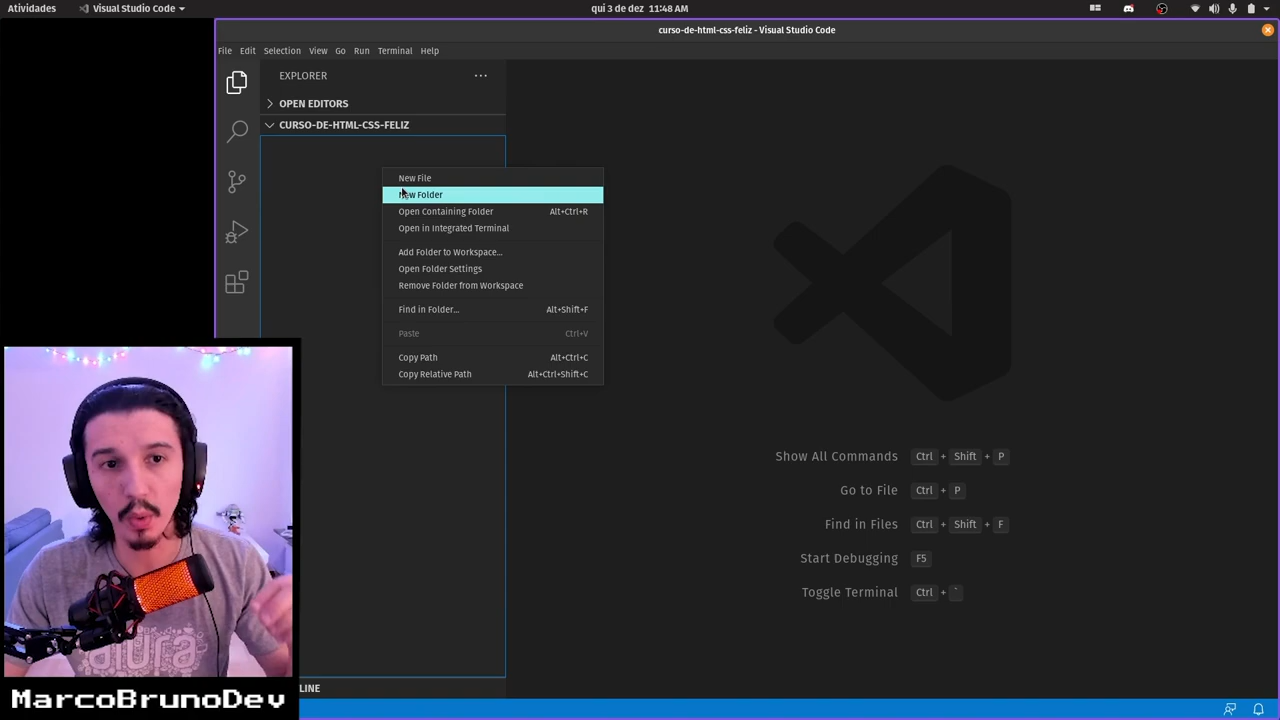 Atividades
Visual Studio Code
qui 3 de dez 11:48 AM
curso-de-html-css-feliz - Visual Studio Code
File Edit Selection View Go Run Terminal Help
EXPLORER
OPEN EDITORS
CURSO-DE-HTML-CSS-FELIZ
New File
New Folder
Open Containing Folder Alt+Ctrl+R
Open in Integrated Terminal
Add Folder to Workspace...
Open Folder Settings
Remove Folder from Workspace
Find in Folder... Alt+Shift+F
Paste Ctrl+V
Copy Path Alt+Ctrl+C
Copy Relative Path Alt+Ctrl+Shift+C
Show All Commands Ctrl + Shift + P
Go to File Ctrl + P
Find in Files Ctrl + Shift + F
Start Debugging F5
Toggle Terminal Ctrl + `
alura
LINE
MarcoBrunoDev